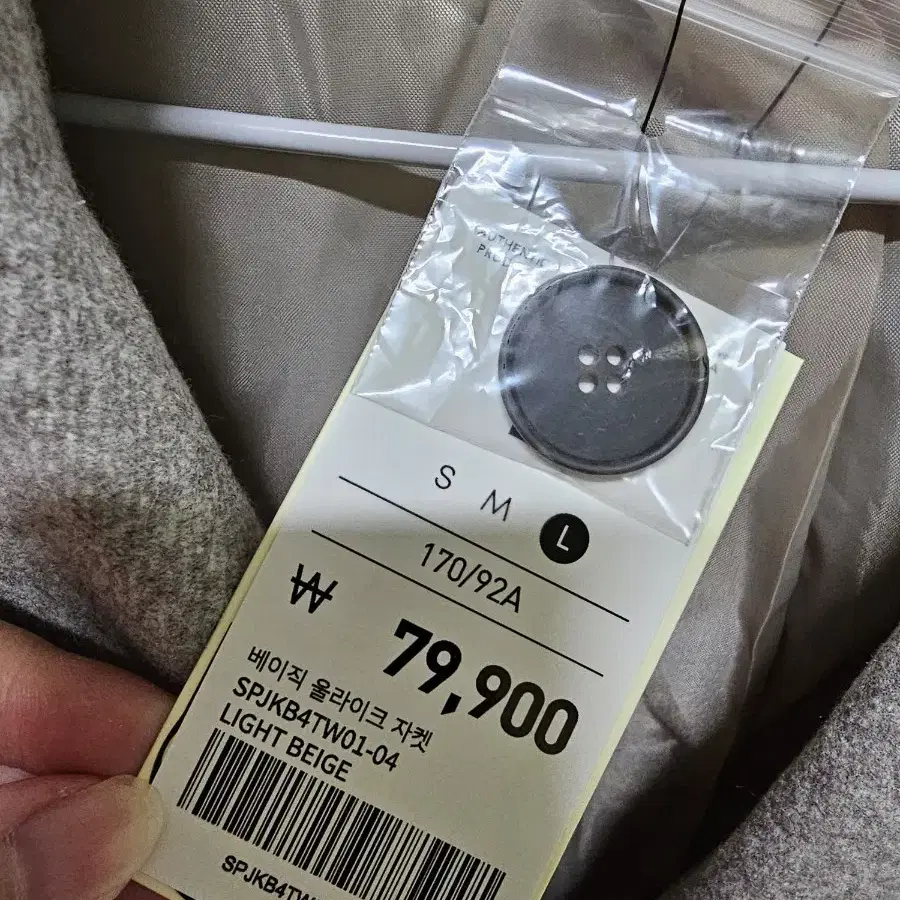 S M L
170/92A
₩ 79,900
베이직 울라이크 자켓
SPJKB4TW01-04
LIGHT BEIGE